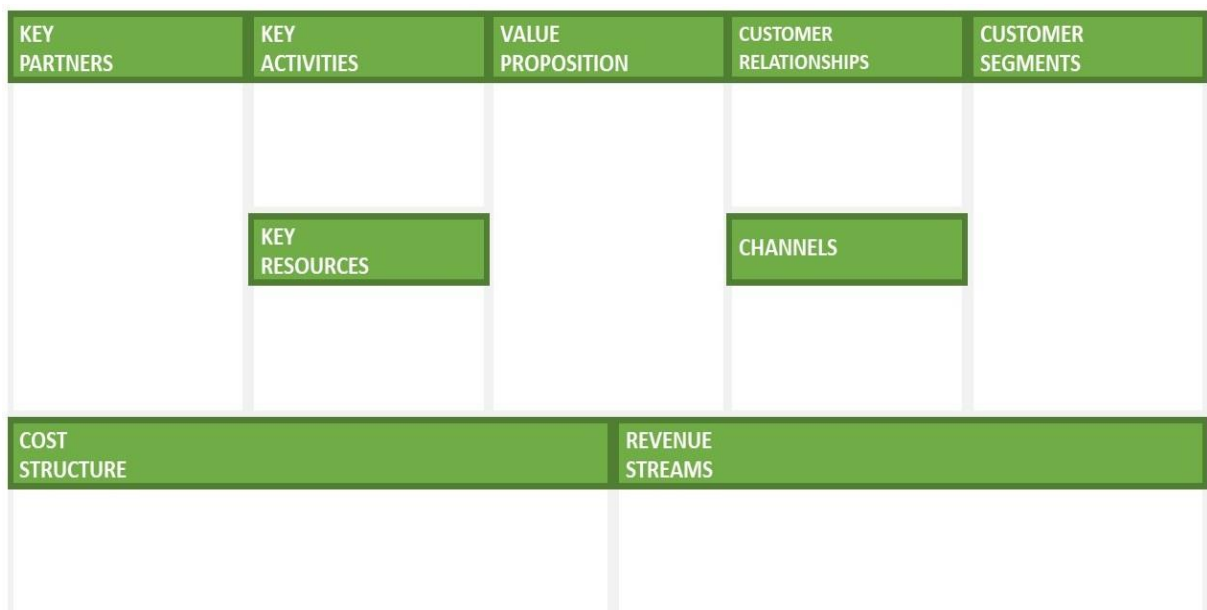 KEY
PARTNERS
KEY
ACTIVITIES
VALUE
PROPOSITION
CUSTOMER
RELATIONSHIPS
CUSTOMER
SEGMENTS
KEY
RESOURCES
CHANNELS
COST
STRUCTURE
REVENUE
STREAMS